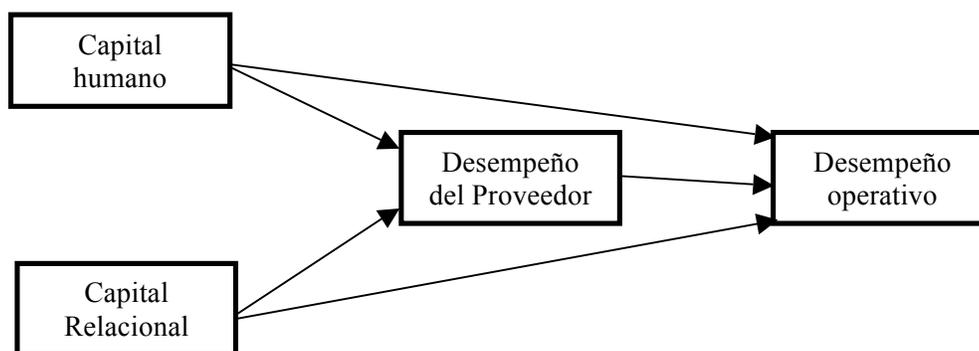 Capital
humano
Desempeño
del Proveedor
Desempeño
operativo
Capital
Relacional